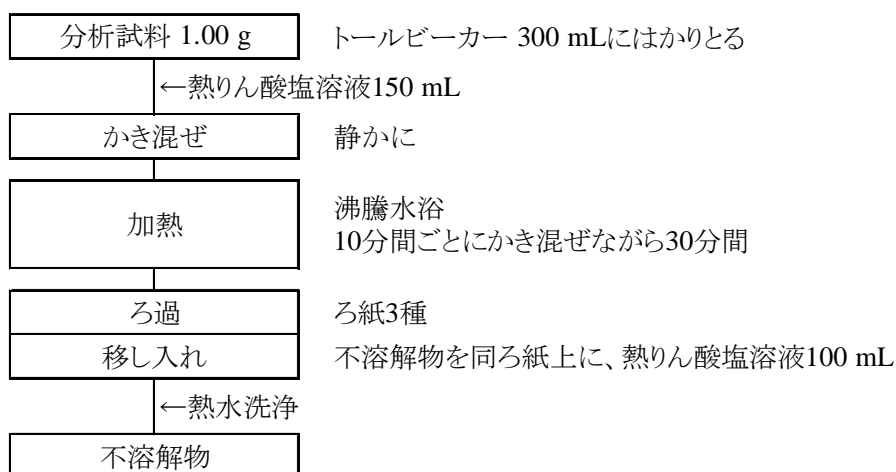 分析試料 1.00 g トールビーカー 300 mLにはかりとる
←熱りん酸塩溶液150 mL
かき混ぜ 静かに
加熱 沸騰水浴
10分間ごとにかき混ぜながら30分間
ろ過 ろ紙3種
移し入れ 不溶解物を同ろ紙上に、熱りん酸塩溶液100 mL
←熱水洗浄
不溶解物